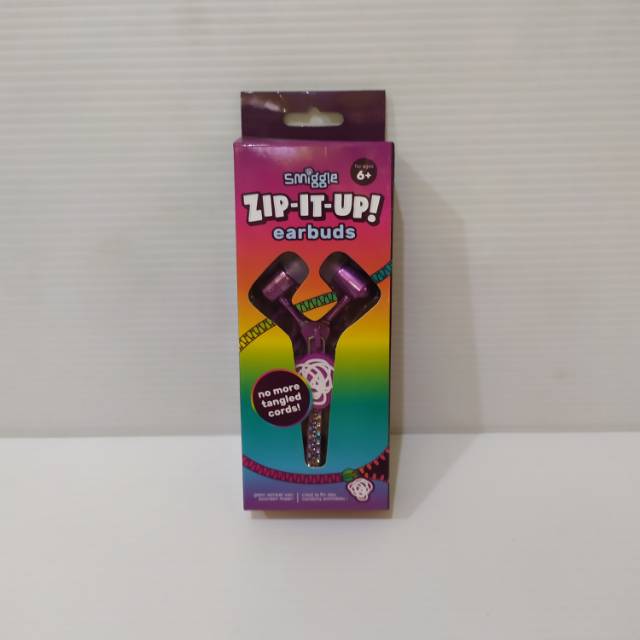 smiggle
for ages
6+
ZIP-IT-UP!
earbuds
no more
tangled
cords!